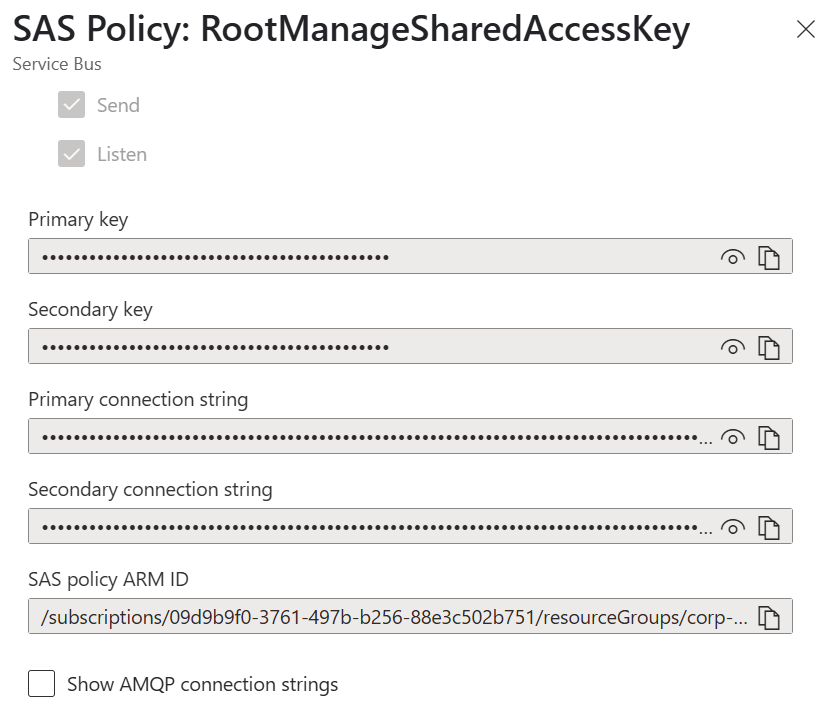 SAS Policy: RootManageSharedAccessKey
Service Bus
Send
Listen
Primary key
••••••••••••••••••••••••••••••••••••••••••••
Secondary key
••••••••••••••••••••••••••••••••••••••••••••
Primary connection string
••••••••••••••••••••••••••••••••••••••••••••••••••••••••••••••••••••••••••••••••••••...
Secondary connection string
••••••••••••••••••••••••••••••••••••••••••••••••••••••••••••••••••••••••••••••••••••...
SAS policy ARM ID
/subscriptions/09d9b9f0-3761-497b-b256-88e3c502b751/resourceGroups/corp-...
Show AMQP connection strings